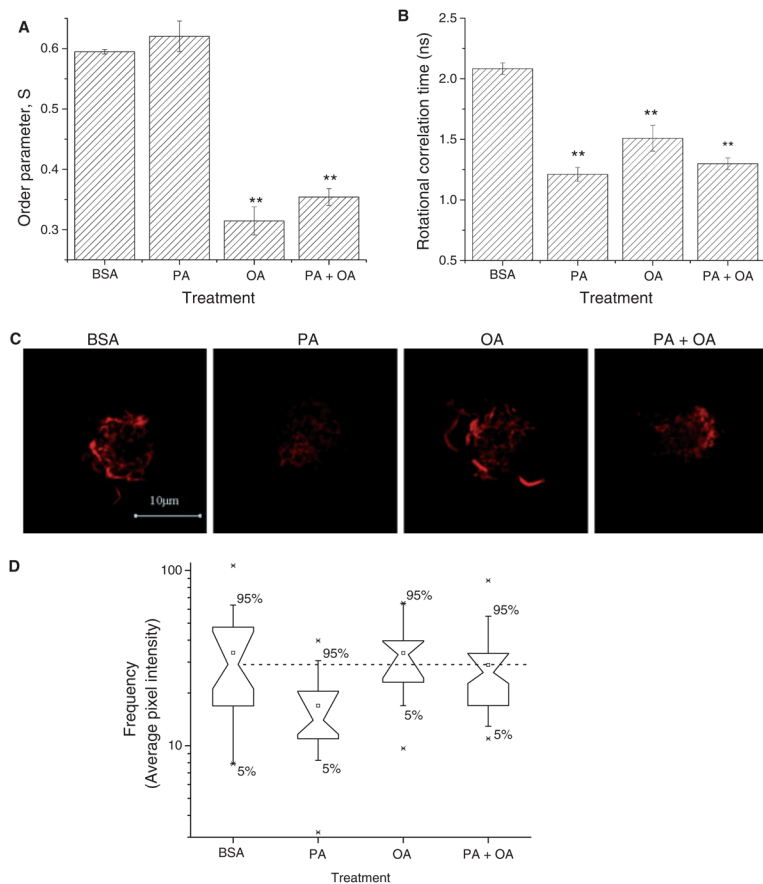 A
Order parameter, S
0.6
0.5
0.4
0.3
**
**
BSA
PA
OA
PA + OA
Treatment
B
Rotational correlation time (ns)
2.5
2.0
1.5
1.0
0.5
**
**
**
BSA
PA
OA
PA + OA
Treatment
C
BSA
PA
OA
PA + OA
10μm
D
Frequency
(Average pixel intensity)
100
10
95%
5%
95%
5%
95%
5%
95%
5%
BSA
PA
OA
PA + OA
Treatment